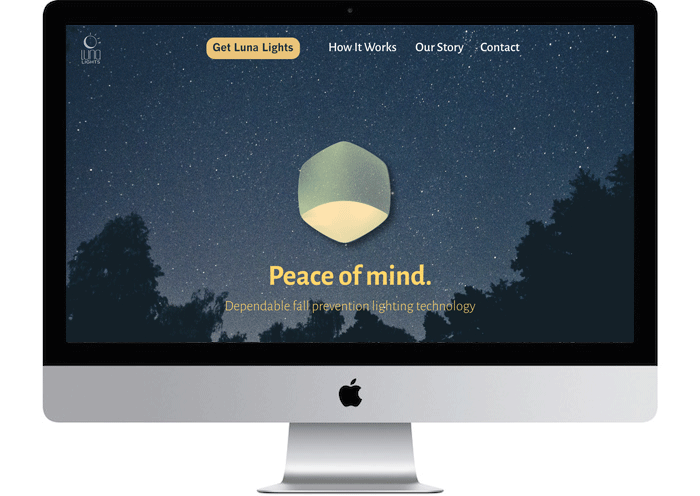 LUNA
LIGHTS
Get Luna Lights
How It Works
Our Story
Contact
Peace of mind.
Dependable fall prevention lighting technology